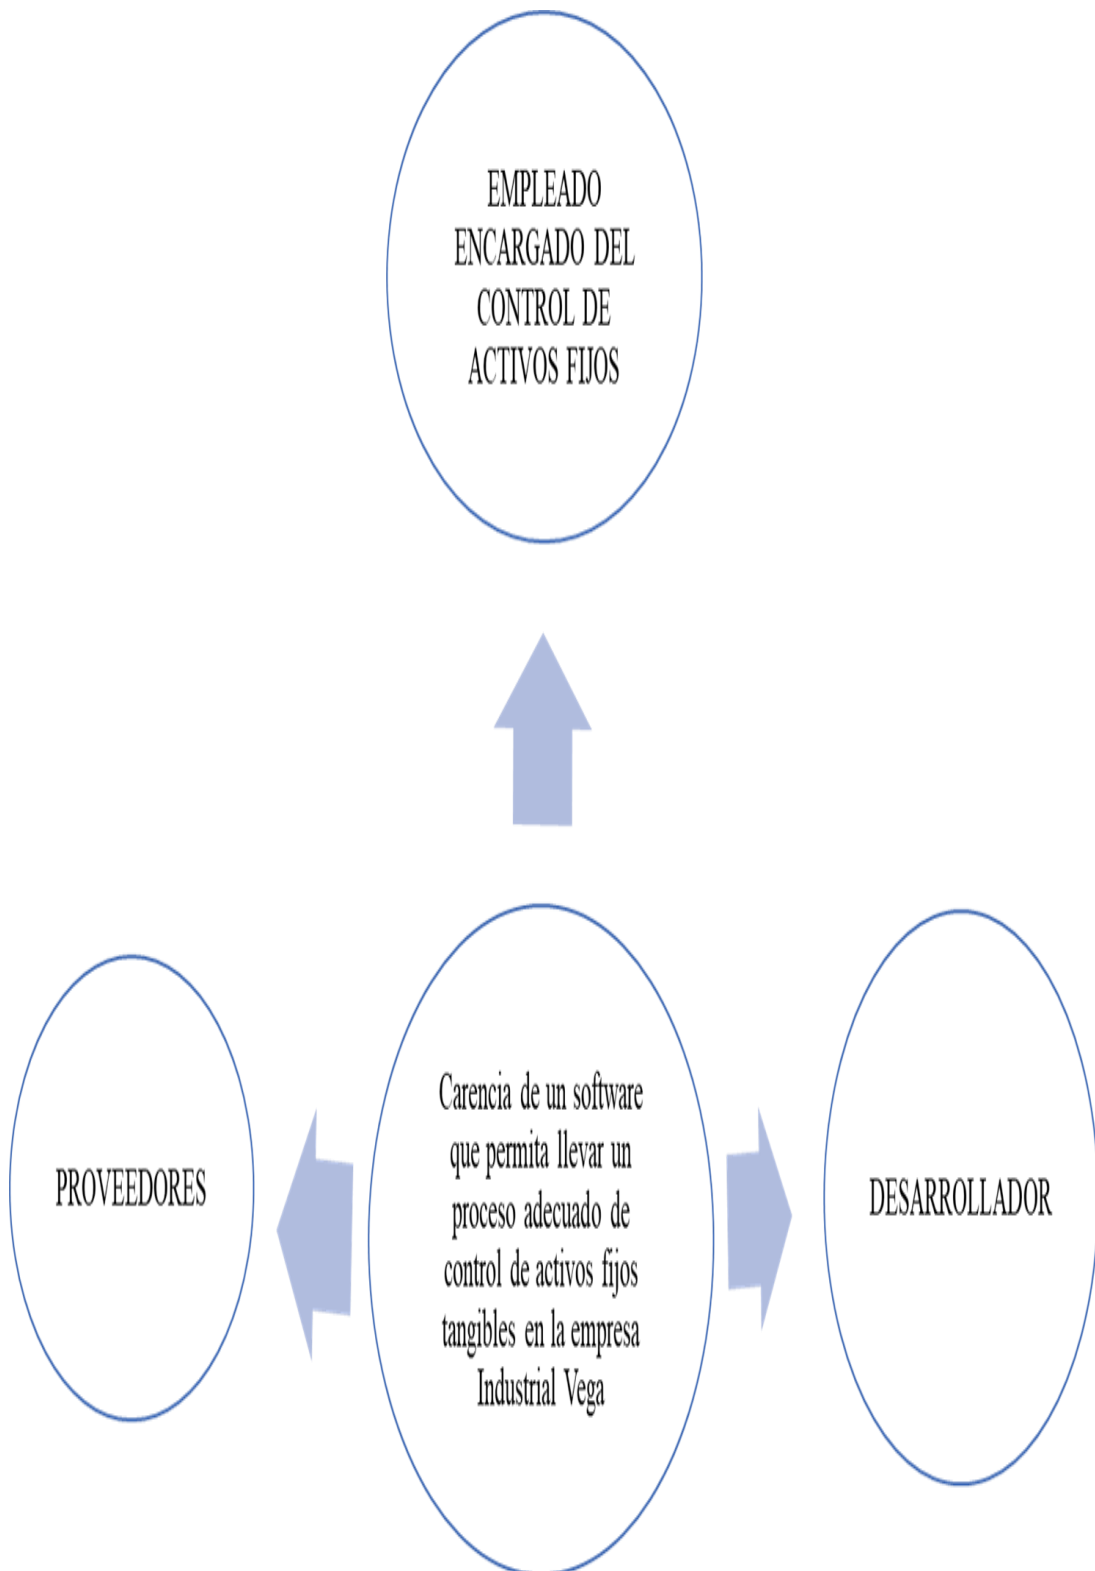 EMPLEADO
ENCARGADO DEL
CONTROL DE
ACTIVOS FIJOS
PROVEEDORES
Carencia de un software
que permita llevar un
proceso adecuado de
control de activos fijos
tangibles en la empresa
Industrial Vega
DESARROLLADOR